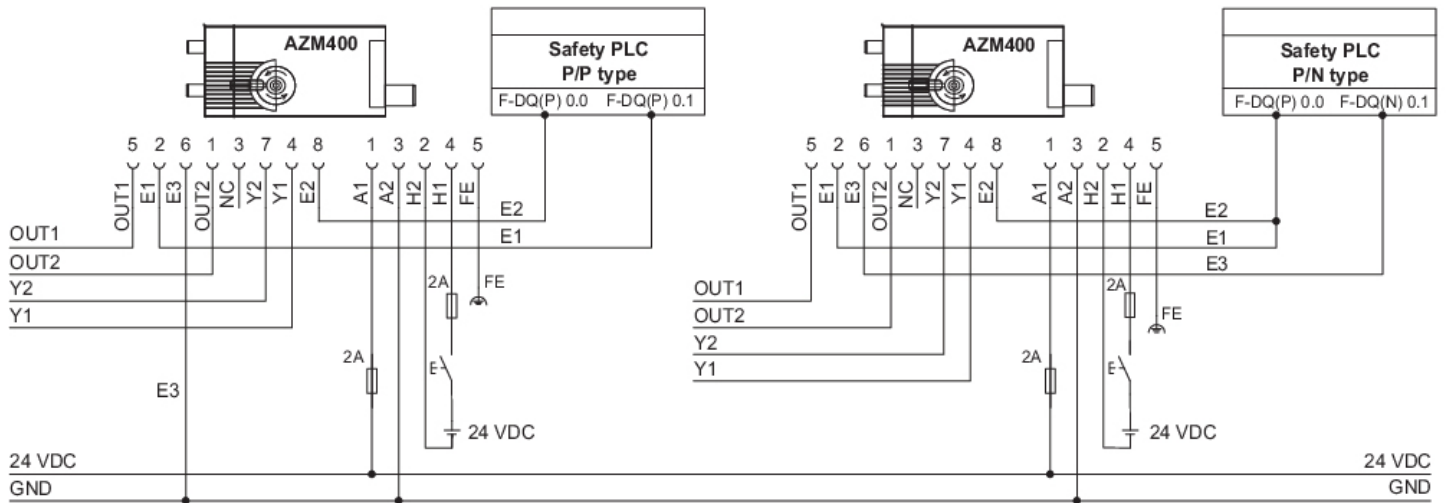 AZM400
Safety PLC
P/P type
F-DQ(P) 0.0 F-DQ(P) 0.1
5 2 6 1 3 7 4 8 1 3 2 4 5
OUT1 E1 E3 OUT2 NC Y2 Y1 E2 A1 A2 H2 H1 FE
E2
E1
OUT1
OUT2
Y2
Y1
2A
FE
2A
E3
24 VDC
AZM400
Safety PLC
P/N type
F-DQ(P) 0.0 F-DQ(N) 0.1
5 2 6 1 3 7 4 8 1 3 2 4 5
OUT1 E1 E3 OUT2 NC Y2 Y1 E2 A1 A2 H2 H1 FE
E2
E1
E3
OUT1
OUT2
Y2
Y1
2A
FE
2A
24 VDC
24 VDC 24 VDC
GND GND